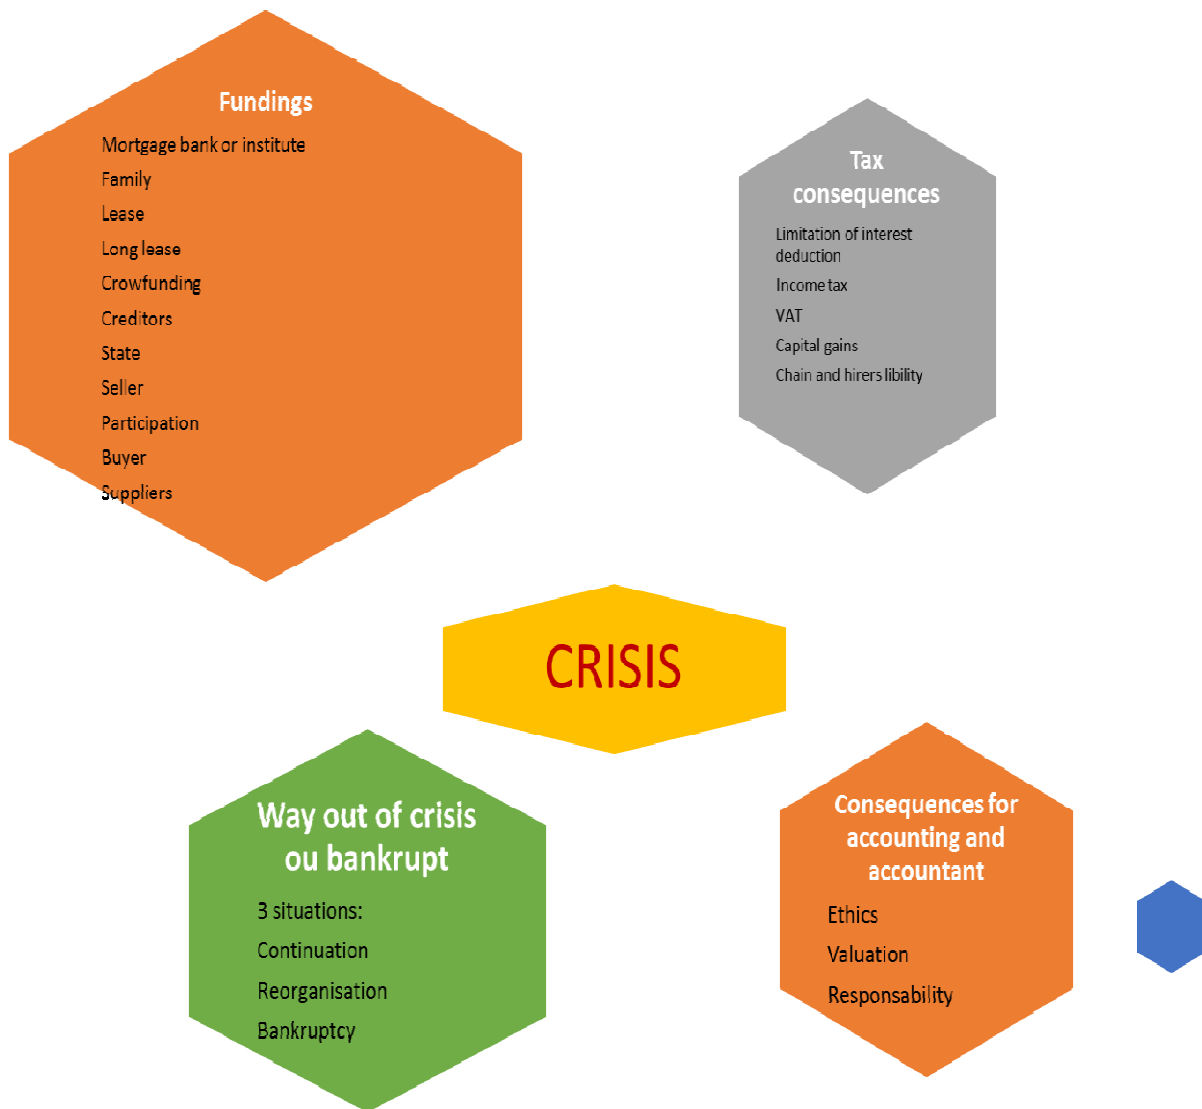 Fundings
Mortgage bank or institute
Family
Lease
Long lease
Crowfunding
Creditors
State
Seller
Participation
Buyer
Suppliers
Tax
consequences
Limitation of interest
deduction
Income tax
VAT
Capital gains
Chain and hirers libility
CRISIS
Way out of crisis
ou bankrupt
3 situations:
Continuation
Reorganisation
Bankruptcy
Consequences for
accounting and
accountant
Ethics
Valuation
Responsability